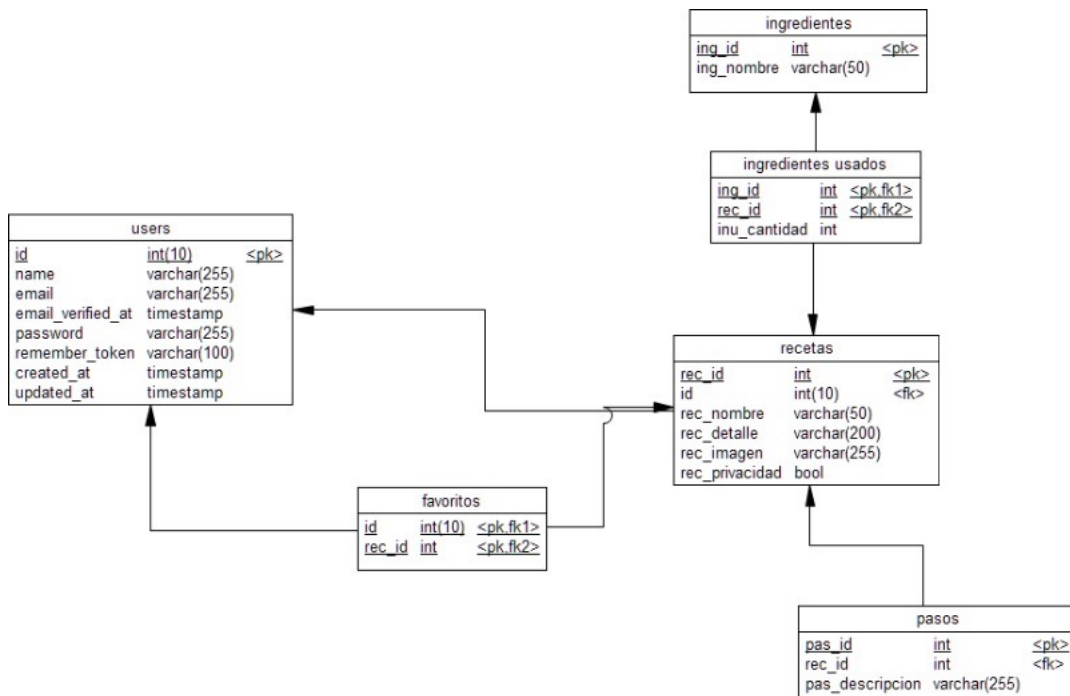 ingredientes
ing_id int <pk>
ing_nombre varchar(50)
ingredientes usados
ing_id int <pk,fk1>
rec_id int <pk,fk2>
inu_cantidad int
users
id int(10) <pk>
name varchar(255)
email varchar(255)
email_verified_at timestamp
password varchar(255)
remember_token varchar(100)
created_at timestamp
updated_at timestamp
recetas
rec_id int <pk>
id int(10) <fk>
rec_nombre varchar(50)
rec_detalle varchar(200)
rec_imagen varchar(255)
rec_privacidad bool
favoritos
id int(10) <pk,fk1>
rec_id int <pk,fk2>
pasos
pas_id int <pk>
rec_id int <fk>
pas_descripcion varchar(255)